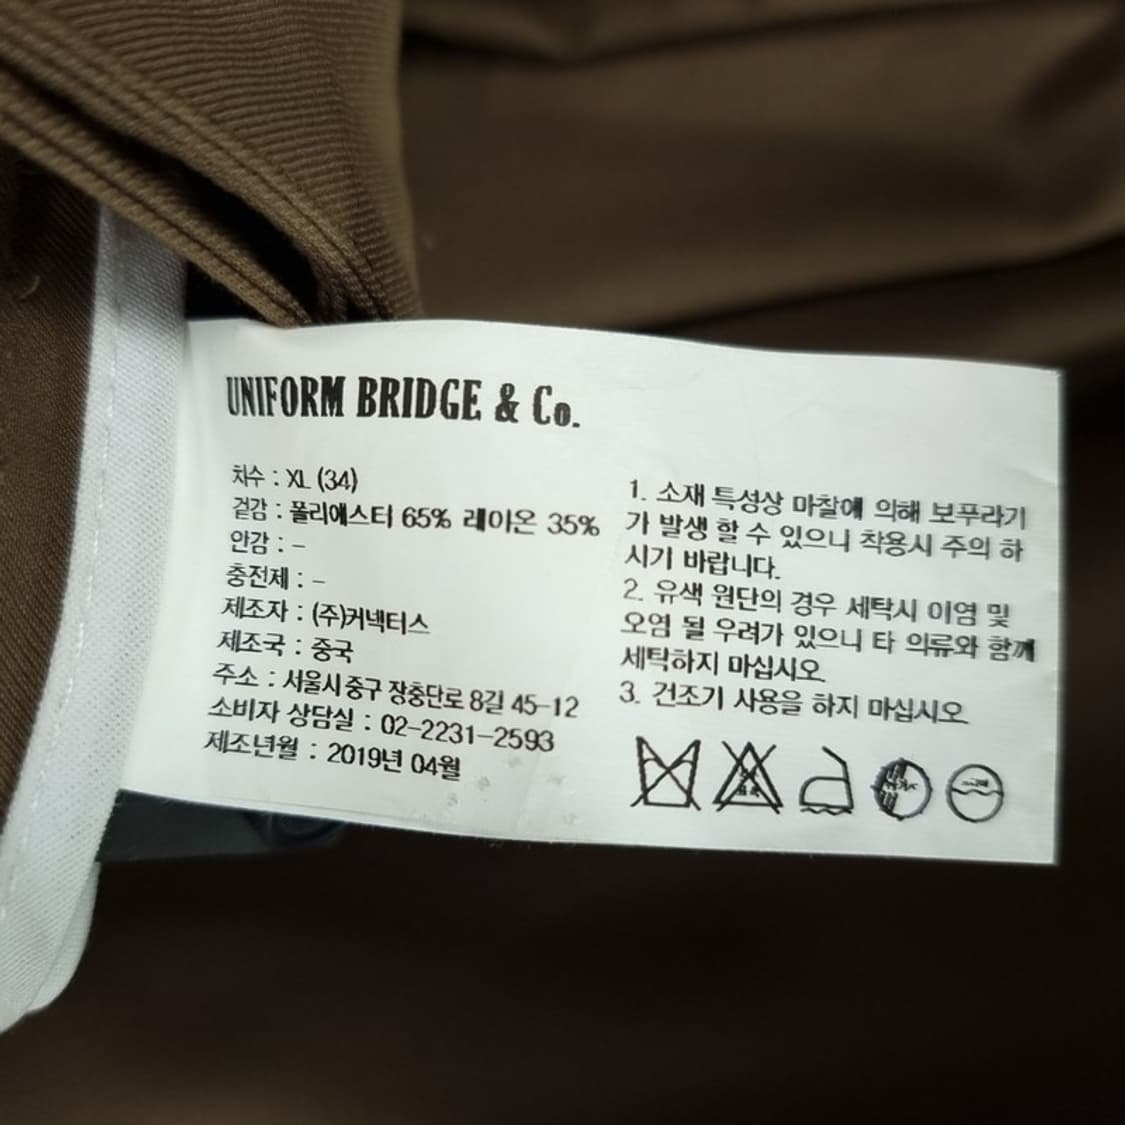 UNIFORM BRIDGE & Co.
치수 : XL (34)
겉감 : 폴리에스터 65% 레이온 35%
안감 : -
충전제 : -
제조자 : (주)커넥터스
제조국 : 중국
주소 : 서울시 중구 장충단로 8길 45-12
소비자 상담실 : 02-2231-2593
제조년월 : 2019년 04월
1. 소재 특성상 마찰에 의해 보푸라기
가 발생 할 수 있으니 착용시 주의 하
시기 바랍니다.
2. 유색 원단의 경우 세탁시 이염 및
오염 될 우려가 있으니 타 의류와 함께
세탁하지 마십시오.
3. 건조기 사용을 하지 마십시오